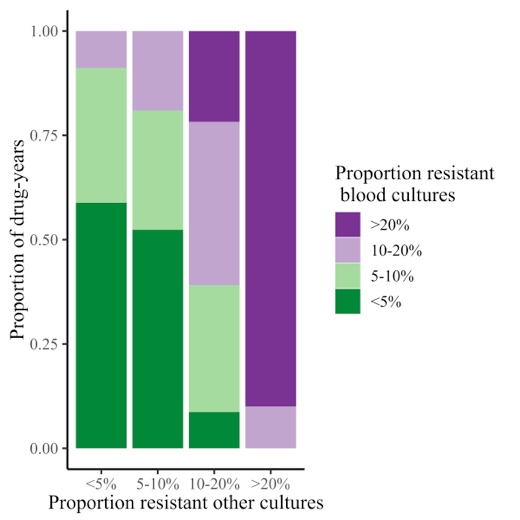 Proportion of drug-years
1.00
0.75
0.50
0.25
0.00
<5% 5-10% 10-20% >20%
Proportion resistant other cultures
Proportion resistant
blood cultures
>20%
10-20%
5-10%
<5%